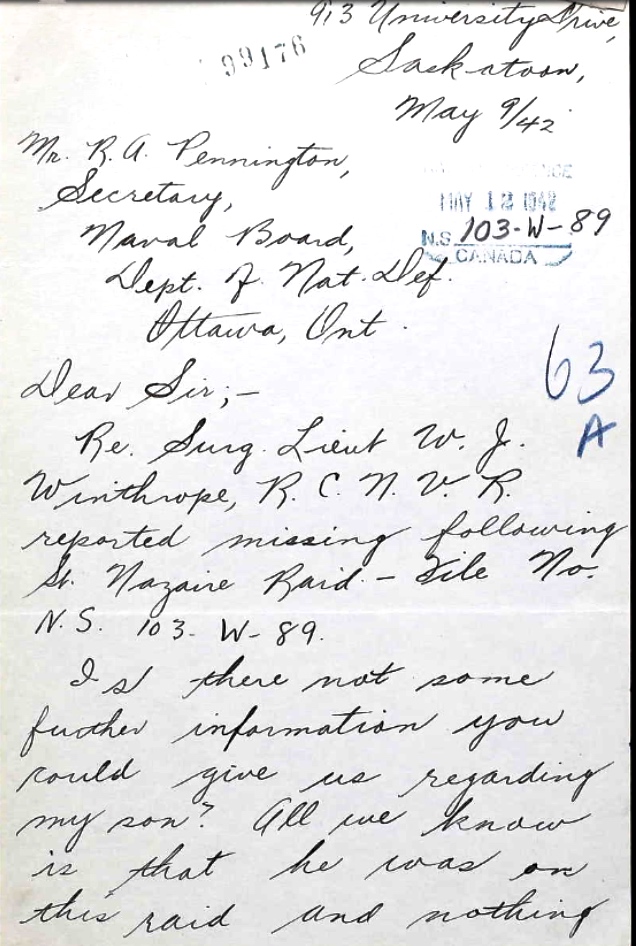 913 University Drive,
99176
Saskatoon,
May 9/42
Mr. R. A. Pennington,
Secretary,
Naval Board,
Dept. of Nat. Def.
Ottawa, Ont.
MAY 12 1942
N.S. 103-W-89
CANADA
63
A
Dear Sir;-
Re. Surg. Lieut W. J.
Winthrope, R. C. N. V. R.
reported missing following
St. Nazaire Raid - File No.
N. S. 103. W- 89.
Is there not some
further information you
could give us regarding
my son? All we know
is that he was on
this raid and nothing